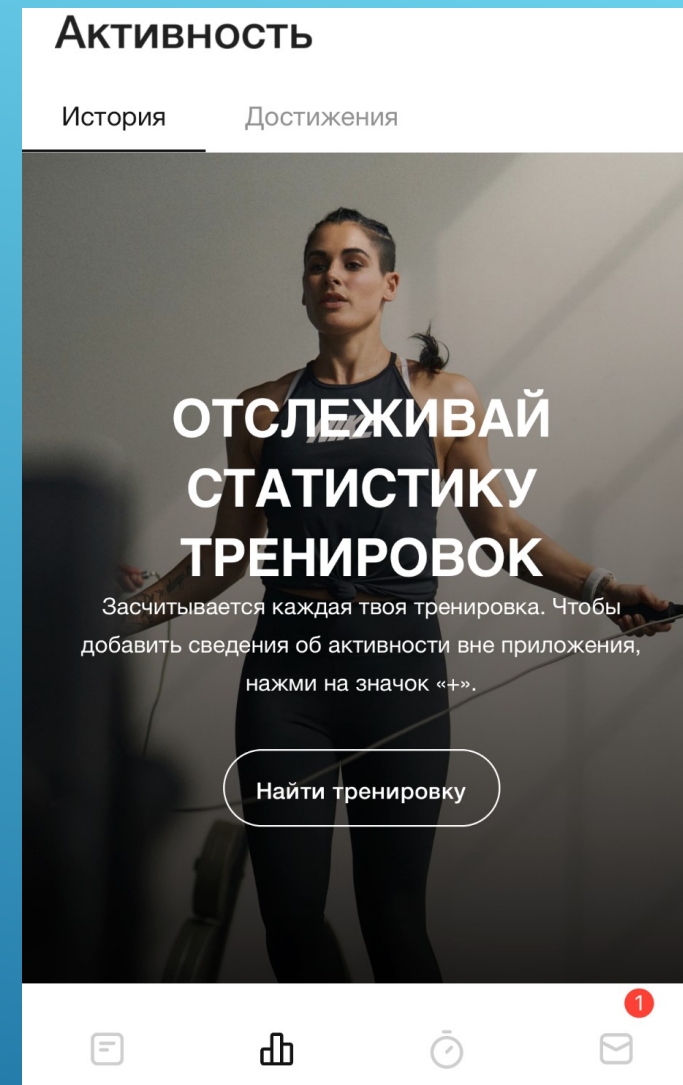 Активность
История Достижения
ОТСЛЕЖИВАЙ
СТАТИСТИКУ
ТРЕНИРОВОК
Засчитывается каждая твоя тренировка. Чтобы
добавить сведения об активности вне приложения,
нажми на значок «+».
Найти тренировку
1